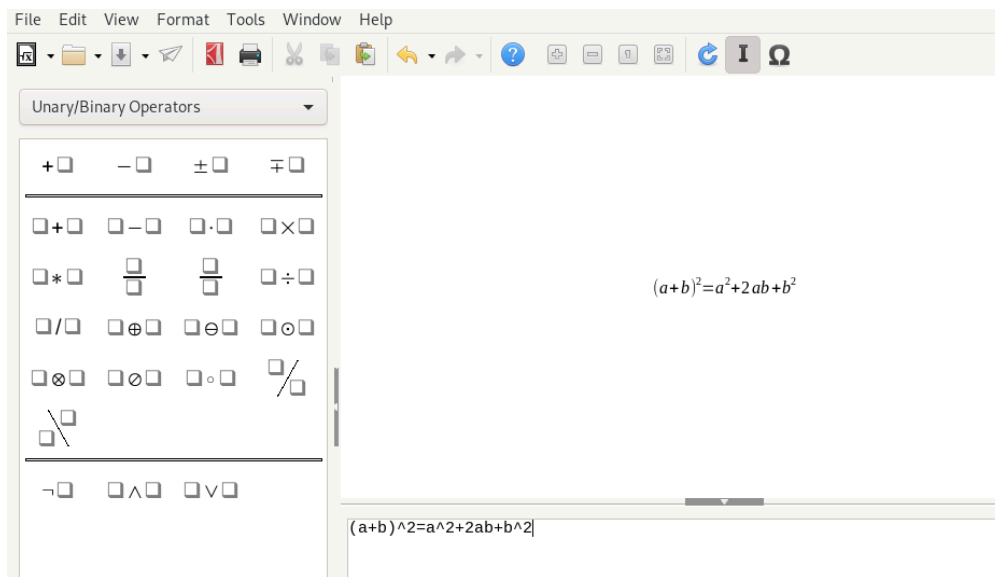 File Edit View Format Tools Window Help
Unary/Binary Operators
+☐ −☐ ±☐ ∓☐
☐+☐ ☐−☐ ☐·☐ ☐×☐
☐∗☐ ☐/☐ ☐/☐ ☐÷☐
☐/☐ ☐⊕☐ ☐⊖☐ ☐⊙☐
☐⊗☐ ☐⊘☐ ☐∘☐ ☐/☐
☐\☐
¬☐ ☐∧☐ ☐∨☐
(a+b)²=a²+2ab+b²
(a+b)^2=a^2+2ab+b^2